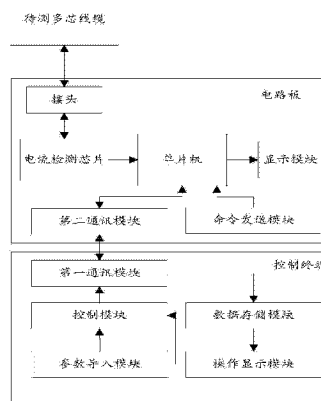 待测多芯线缆
接头
电路板
电流检测芯片
单片机
显示模块
第二通讯模块
命令发送模块
第一通讯模块
控制终端
控制模块
数据存储模块
参数导入模块
操作显示模块